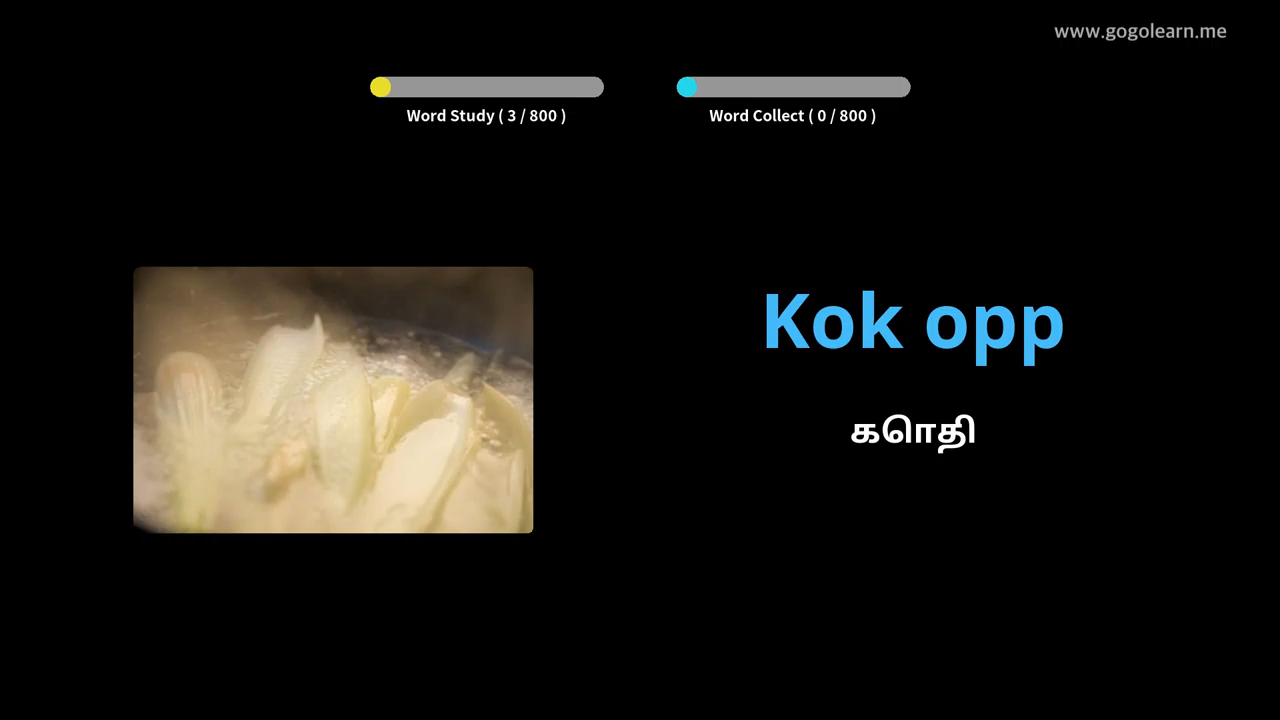 www.gogolearn.me
Word Study ( 3 / 800 )
Word Collect ( 0 / 800 )
Kok opp
கொதி